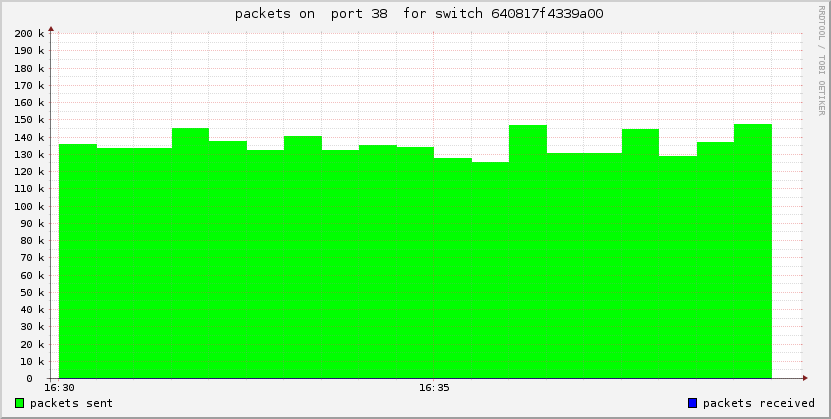 packets on port 38 for switch 640817f4339a00
RRDTOOL / TOBI OETIKER
200 k
190 k
180 k
170 k
160 k
150 k
140 k
130 k
120 k
110 k
100 k
90 k
80 k
70 k
60 k
50 k
40 k
30 k
20 k
10 k
0
16:30 16:35
packets sent packets received